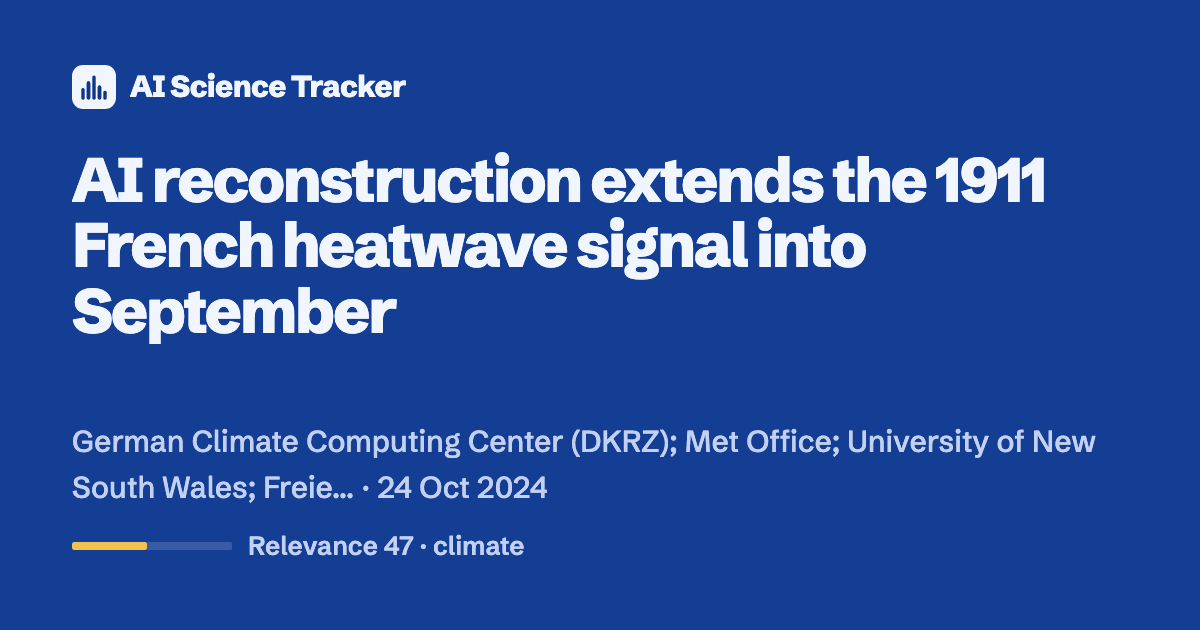 AI Science Tracker
AI reconstruction extends the 1911
French heatwave signal into
September
German Climate Computing Center (DKRZ); Met Office; University of New
South Wales; Freie... · 24 Oct 2024
Relevance 47 · climate